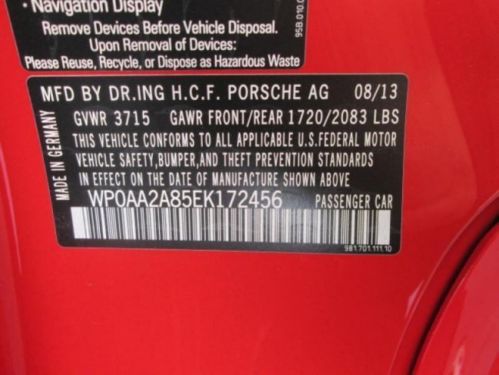 • Navigation Display
Remove Devices Before Vehicle Disposal.
Upon Removal of Devices:
Please Reuse, Recycle, or Dispose as Hazardous Waste
95B.010.0
MFD BY DR.ING H.C.F. PORSCHE AG 08/13
GVWR 3715 GAWR FRONT/REAR 1720/2083 LBS
THIS VEHICLE CONFORMS TO ALL APPLICABLE U.S.FEDERAL MOTOR
VEHICLE SAFETY,BUMPER,AND THEFT PREVENTION STANDARDS
IN EFFECT ON THE DATE OF MANUFACTURE SHOWN ABOVE
WP0AA2A85EK172456 PASSENGER CAR
MADE IN GERMANY
981.701.111.10